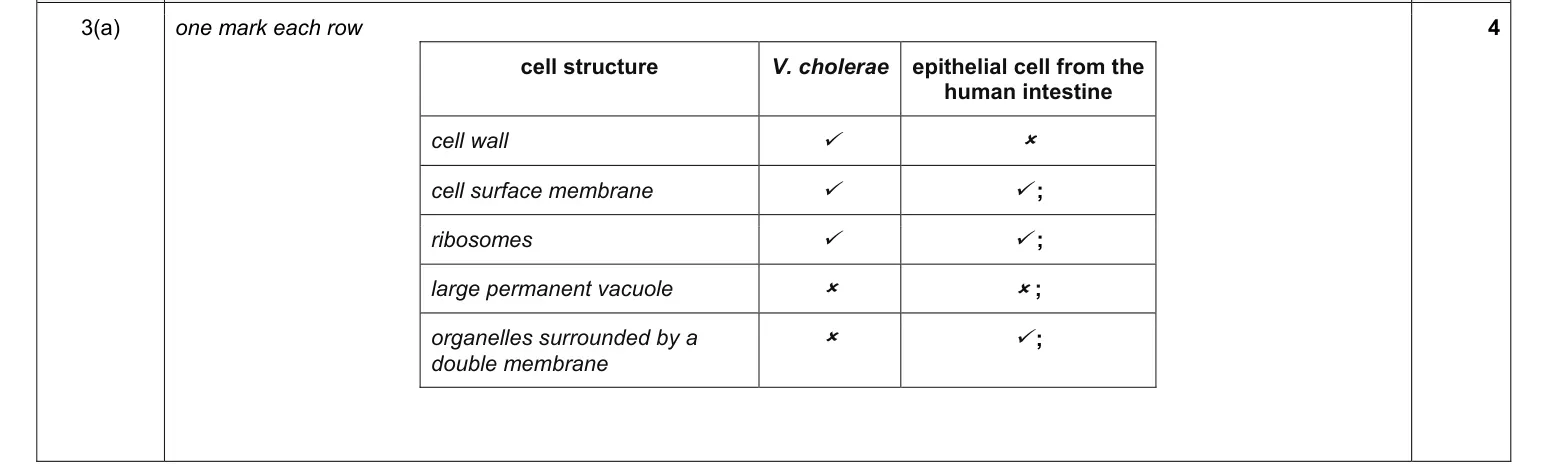 3(a) one mark each row 4
cell structure V. cholerae epithelial cell from the
human intestine
cell wall ✓ ✗
cell surface membrane ✓ ✓ ;
ribosomes ✓ ✓ ;
large permanent vacuole ✗ ✗ ;
organelles surrounded by a ✗ ✓ ;
double membrane